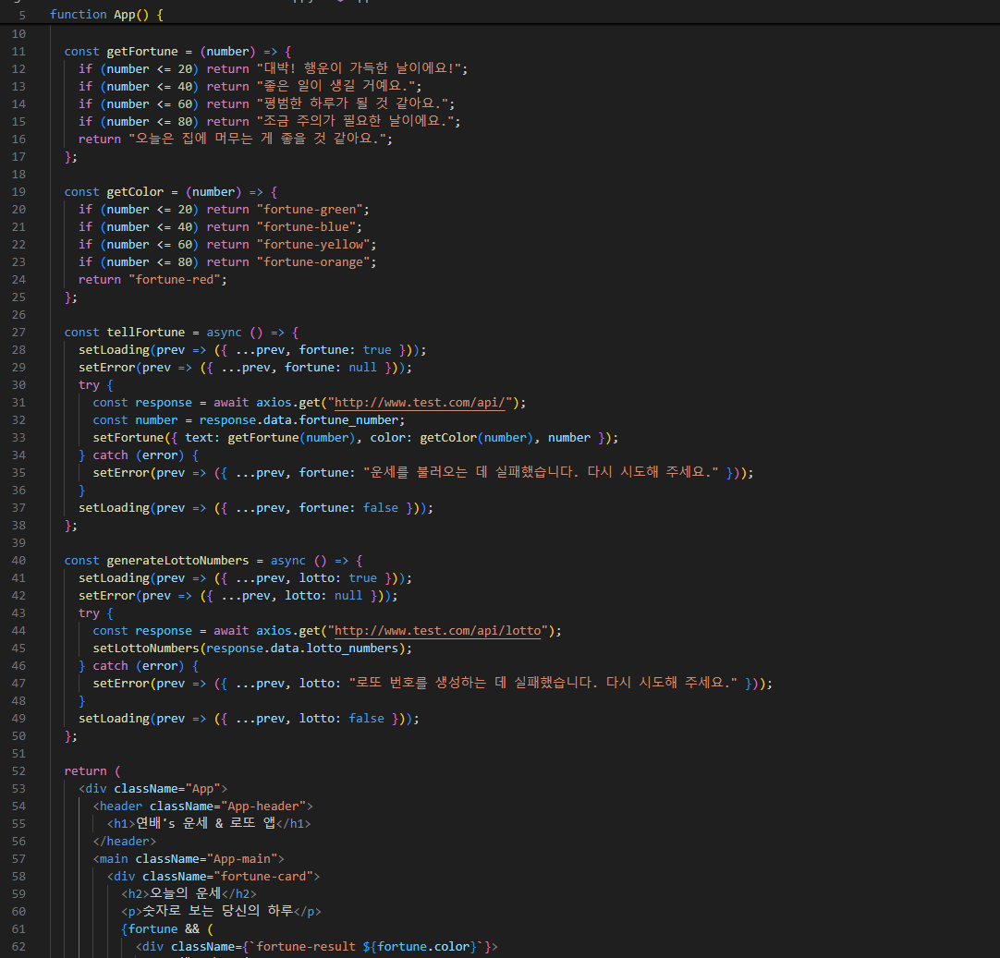 5 function App() {
10
11 const getFortune = (number) => {
12 if (number <= 20) return "대박! 행운이 가득한 날이에요!";
13 if (number <= 40) return "좋은 일이 생길 거예요.";
14 if (number <= 60) return "평범한 하루가 될 것 같아요.";
15 if (number <= 80) return "조금 주의가 필요한 날이에요.";
16 return "오늘은 집에 머무는 게 좋을 것 같아요.";
17 };
18
19 const getColor = (number) => {
20 if (number <= 20) return "fortune-green";
21 if (number <= 40) return "fortune-blue";
22 if (number <= 60) return "fortune-yellow";
23 if (number <= 80) return "fortune-orange";
24 return "fortune-red";
25 };
26
27 const tellFortune = async () => {
28 setLoading(prev => ({ ...prev, fortune: true }));
29 setError(prev => ({ ...prev, fortune: null }));
30 try {
31 const response = await axios.get("http://www.test.com/api/");
32 const number = response.data.fortune_number;
33 setFortune({ text: getFortune(number), color: getColor(number), number });
34 } catch (error) {
35 setError(prev => ({ ...prev, fortune: "운세를 불러오는 데 실패했습니다. 다시 시도해 주세요." }));
36 }
37 setLoading(prev => ({ ...prev, fortune: false }));
38 };
39
40 const generateLottoNumbers = async () => {
41 setLoading(prev => ({ ...prev, lotto: true }));
42 setError(prev => ({ ...prev, lotto: null }));
43 try {
44 const response = await axios.get("http://www.test.com/api/lotto");
45 setLottoNumbers(response.data.lotto_numbers);
46 } catch (error) {
47 setError(prev => ({ ...prev, lotto: "로또 번호를 생성하는 데 실패했습니다. 다시 시도해 주세요." }));
48 }
49 setLoading(prev => ({ ...prev, lotto: false }));
50 };
51
52 return (
53 <div className="App">
54 <header className="App-header">
55 <h1>연배's 운세 & 로또 앱</h1>
56 </header>
57 <main className="App-main">
58 <div className="fortune-card">
59 <h2>오늘의 운세</h2>
60 <p>숫자로 보는 당신의 하루</p>
61 {fortune && (
62 <div className={`fortune-result ${fortune.color}`}>